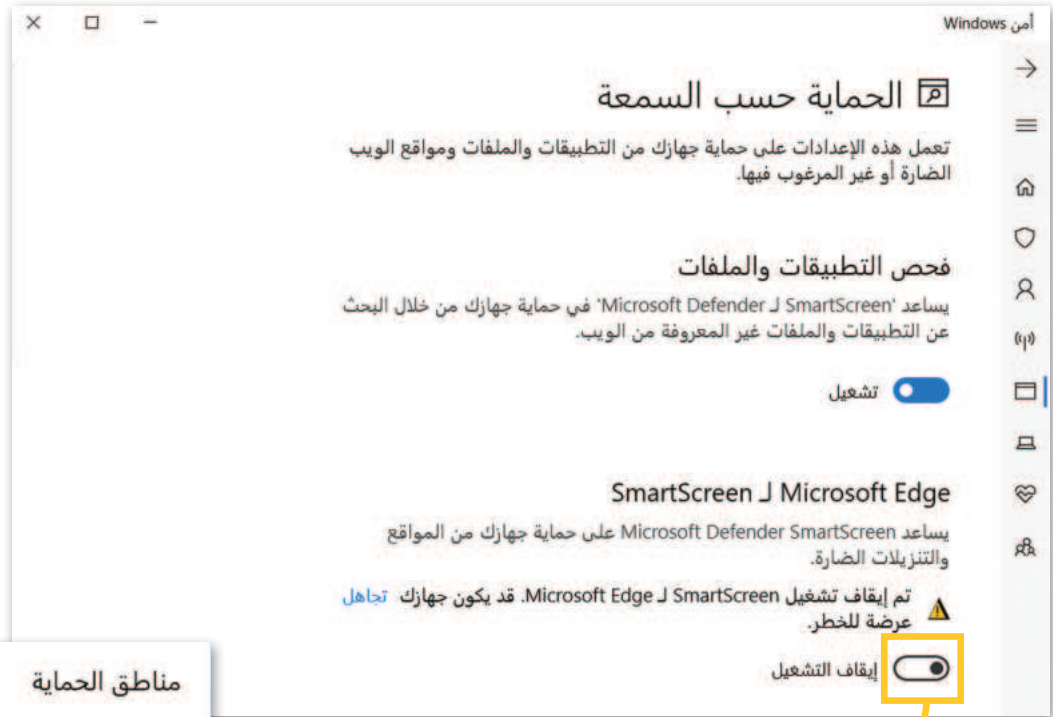 أمن Windows
الحماية حسب السمعة
تعمل هذه الإعدادات على حماية جهازك من التطبيقات والملفات ومواقع الويب
الضارة أو غير المرغوب فيها.
فحص التطبيقات والملفات
يساعد 'SmartScreen لـ Microsoft Defender' في حماية جهازك من خلال البحث
عن التطبيقات والملفات غير المعروفة من الويب.
تشغيل
SmartScreen لـ Microsoft Edge
يساعد Microsoft Defender SmartScreen على حماية جهازك من المواقع
والتنزيلات الضارة.
تم إيقاف تشغيل SmartScreen لـ Microsoft Edge. قد يكون جهازك تجاهل
عرضة للخطر.
إيقاف التشغيل
مناطق الحماية